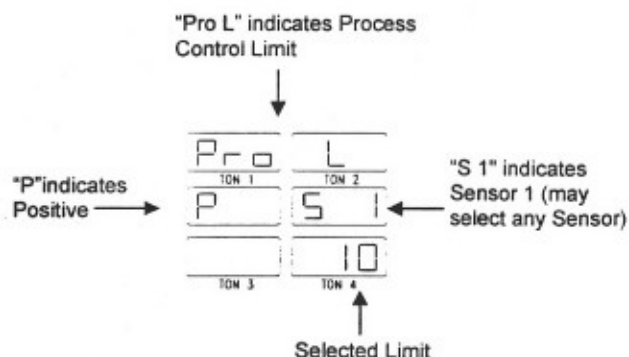 "Pro L" indicates Process
Control Limit
Pro L
TON 1 TON 2
"P"indicates
Positive
P S 1
"S 1" indicates
Sensor 1 (may
select any Sensor)
10
TON 3 TON 4
Selected Limit